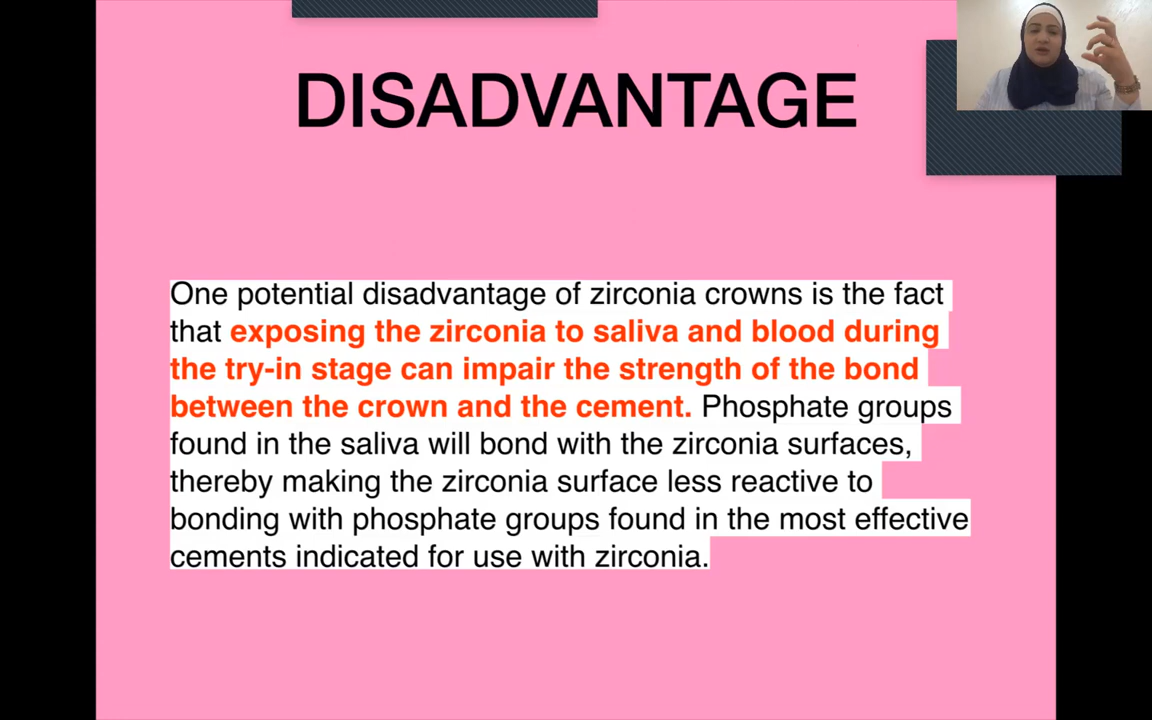 DISADVANTAGE
One potential disadvantage of zirconia crowns is the fact
that exposing the zirconia to saliva and blood during
the try-in stage can impair the strength of the bond
between the crown and the cement. Phosphate groups
found in the saliva will bond with the zirconia surfaces,
thereby making the zirconia surface less reactive to
bonding with phosphate groups found in the most effective
cements indicated for use with zirconia.